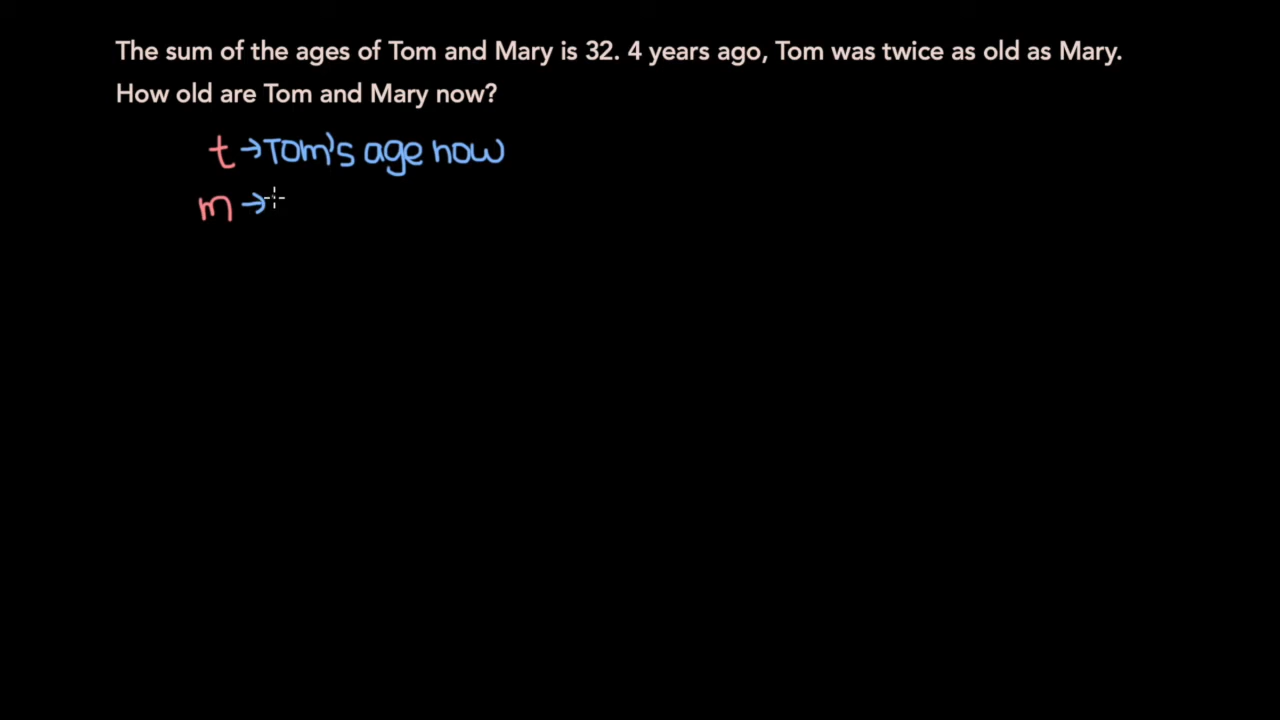 The sum of the ages of Tom and Mary is 32. 4 years ago, Tom was twice as old as Mary.
How old are Tom and Mary now?
t → Tom's age now
m →